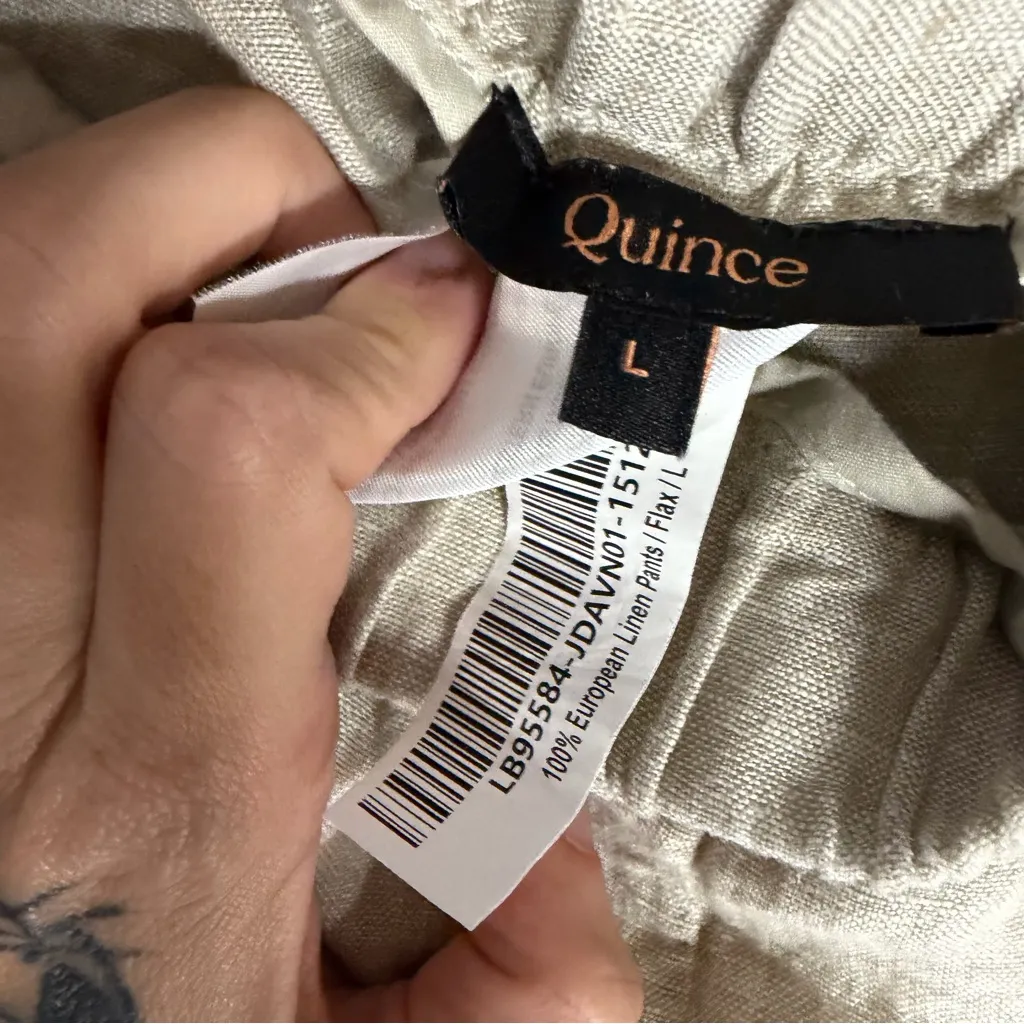 Quince
L
LB95584-JDAVN01-1512
100% European Linen Pants / Flax / L